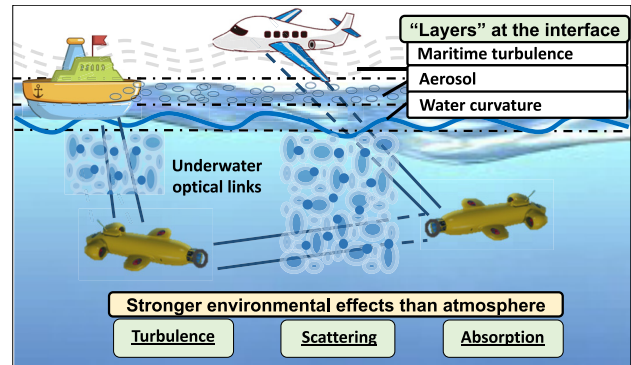 “Layers” at the interface
Maritime turbulence
Aerosol
Water curvature
Underwater
optical links
Stronger environmental effects than atmosphere
Turbulence
Scattering
Absorption